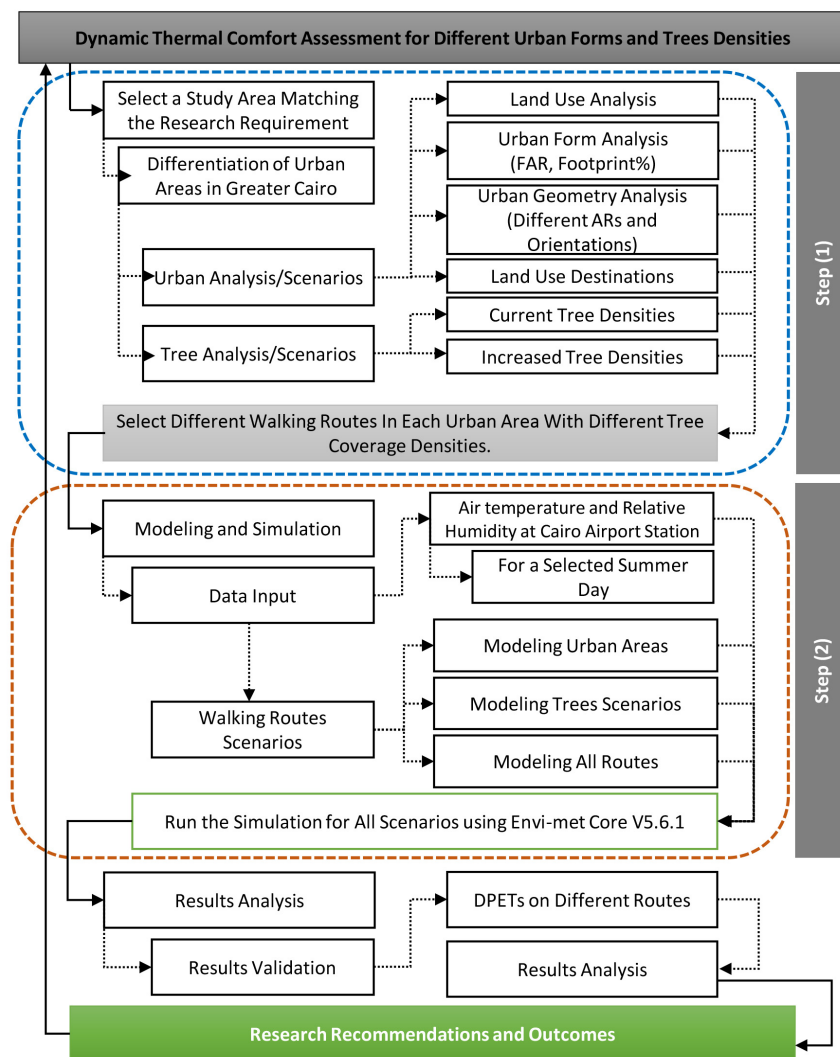 Dynamic Thermal Comfort Assessment for Different Urban Forms and Trees Densities
Step (1)
Select a Study Area Matching
the Research Requirement
Differentiation of Urban
Areas in Greater Cairo
Urban Analysis/Scenarios
Tree Analysis/Scenarios
Land Use Analysis
Urban Form Analysis
(FAR, Footprint%)
Urban Geometry Analysis
(Different ARs and
Orientations)
Land Use Destinations
Current Tree Densities
Increased Tree Densities
Select Different Walking Routes In Each Urban Area With Different Tree
Coverage Densities.
Step (2)
Modeling and Simulation
Data Input
Air temperature and Relative
Humidity at Cairo Airport Station
For a Selected Summer
Day
Walking Routes
Scenarios
Modeling Urban Areas
Modeling Trees Scenarios
Modeling All Routes
Run the Simulation for All Scenarios using Envi-met Core V5.6.1
Results Analysis
Results Validation
DPETs on Different Routes
Results Analysis
Research Recommendations and Outcomes